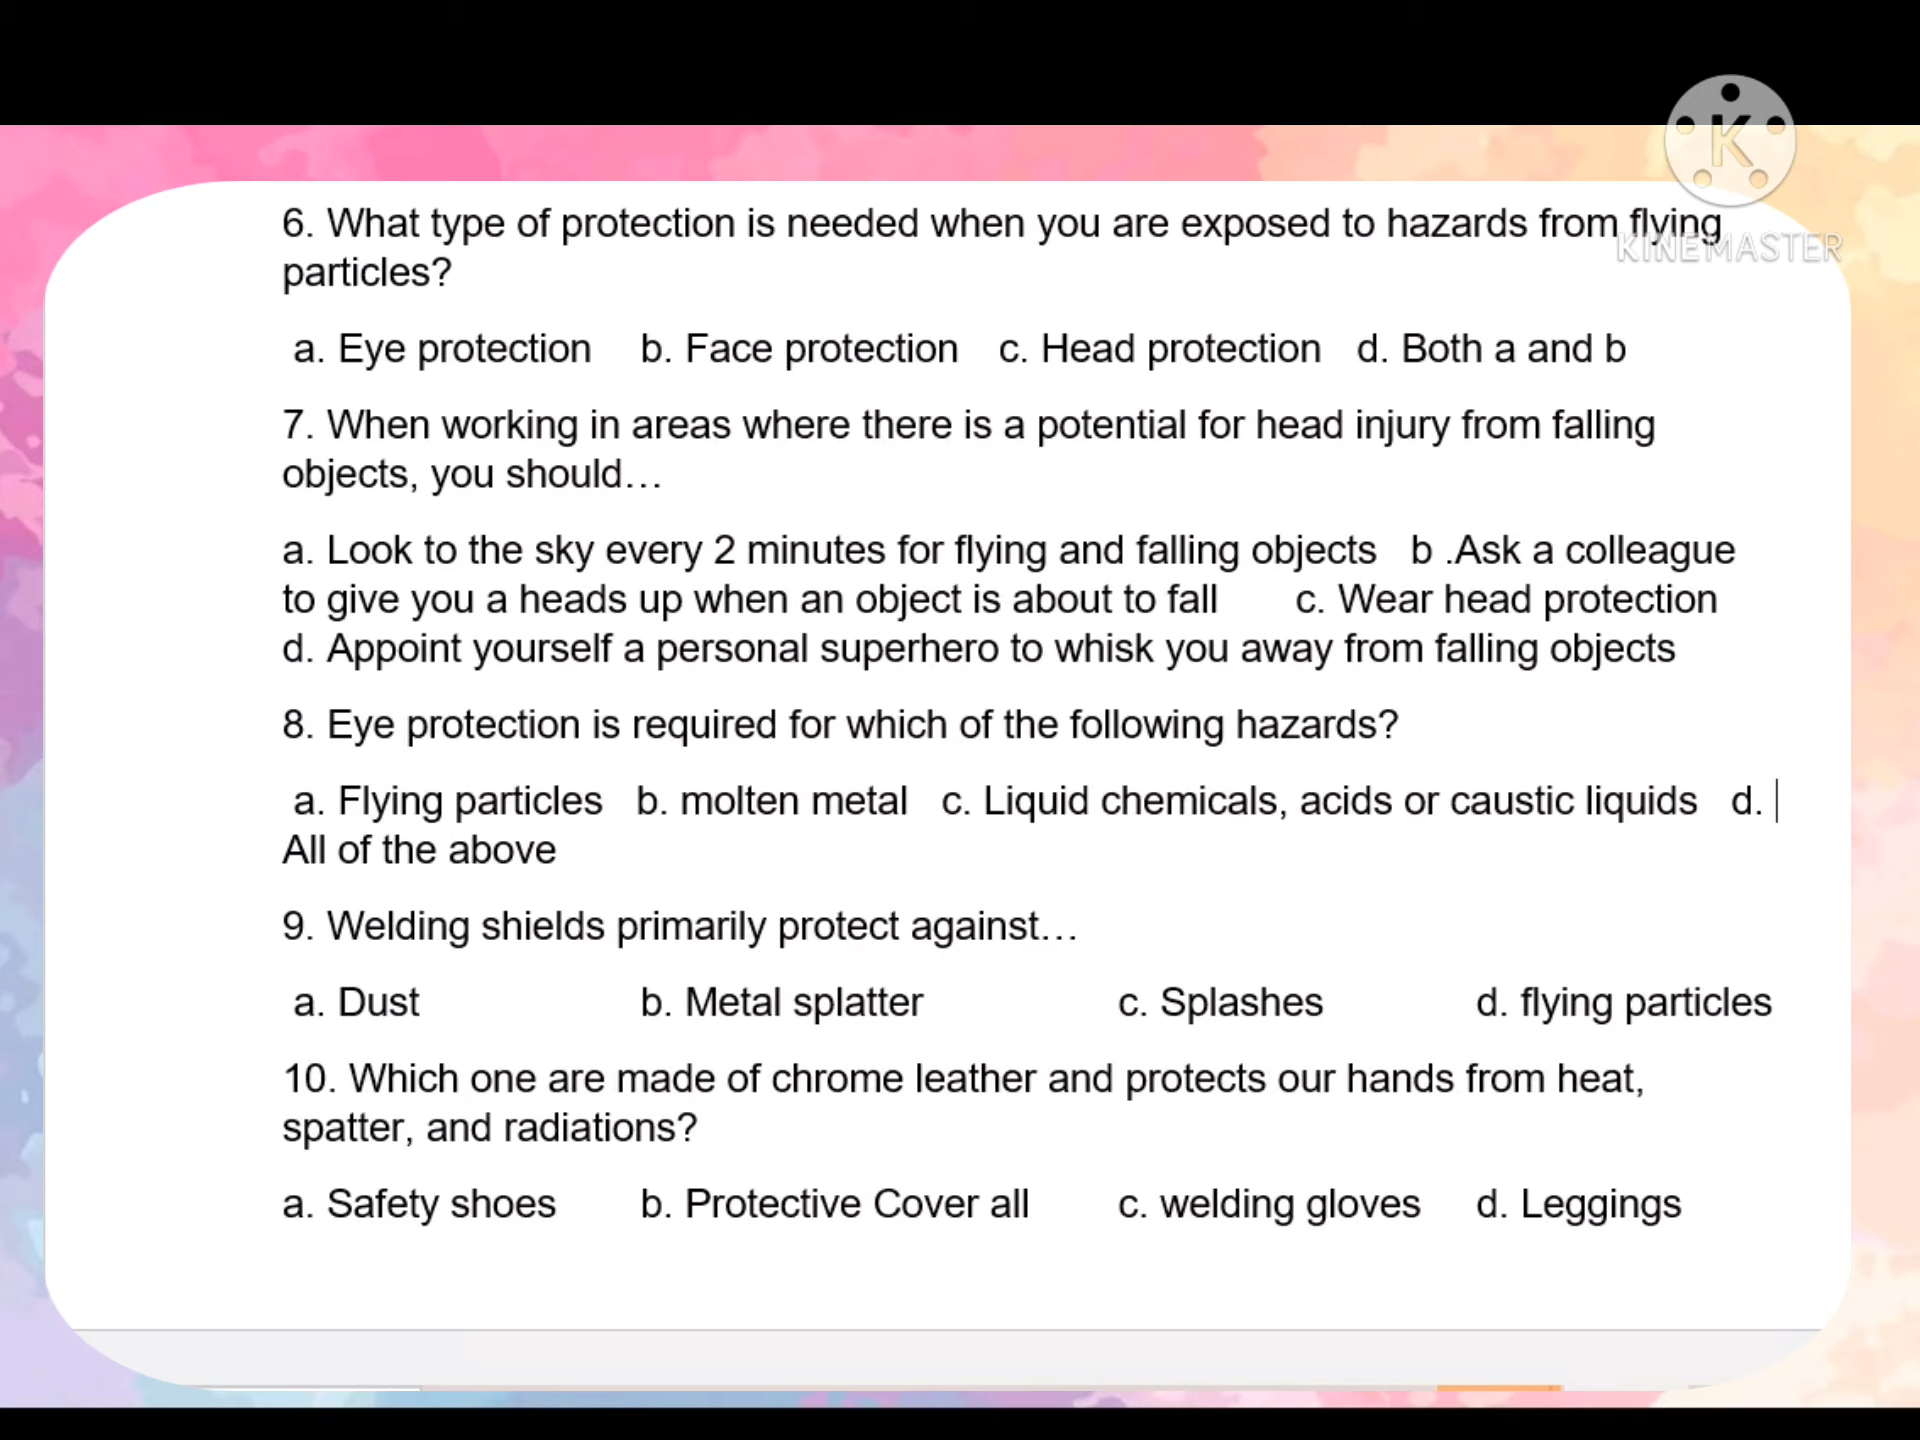 K
KINEMASTER
6. What type of protection is needed when you are exposed to hazards from flying
particles?
a. Eye protection b. Face protection c. Head protection d. Both a and b
7. When working in areas where there is a potential for head injury from falling
objects, you should…
a. Look to the sky every 2 minutes for flying and falling objects b .Ask a colleague
to give you a heads up when an object is about to fall c. Wear head protection
d. Appoint yourself a personal superhero to whisk you away from falling objects
8. Eye protection is required for which of the following hazards?
a. Flying particles b. molten metal c. Liquid chemicals, acids or caustic liquids d.
All of the above
9. Welding shields primarily protect against…
a. Dust b. Metal splatter c. Splashes d. flying particles
10. Which one are made of chrome leather and protects our hands from heat,
spatter, and radiations?
a. Safety shoes b. Protective Cover all c. welding gloves d. Leggings